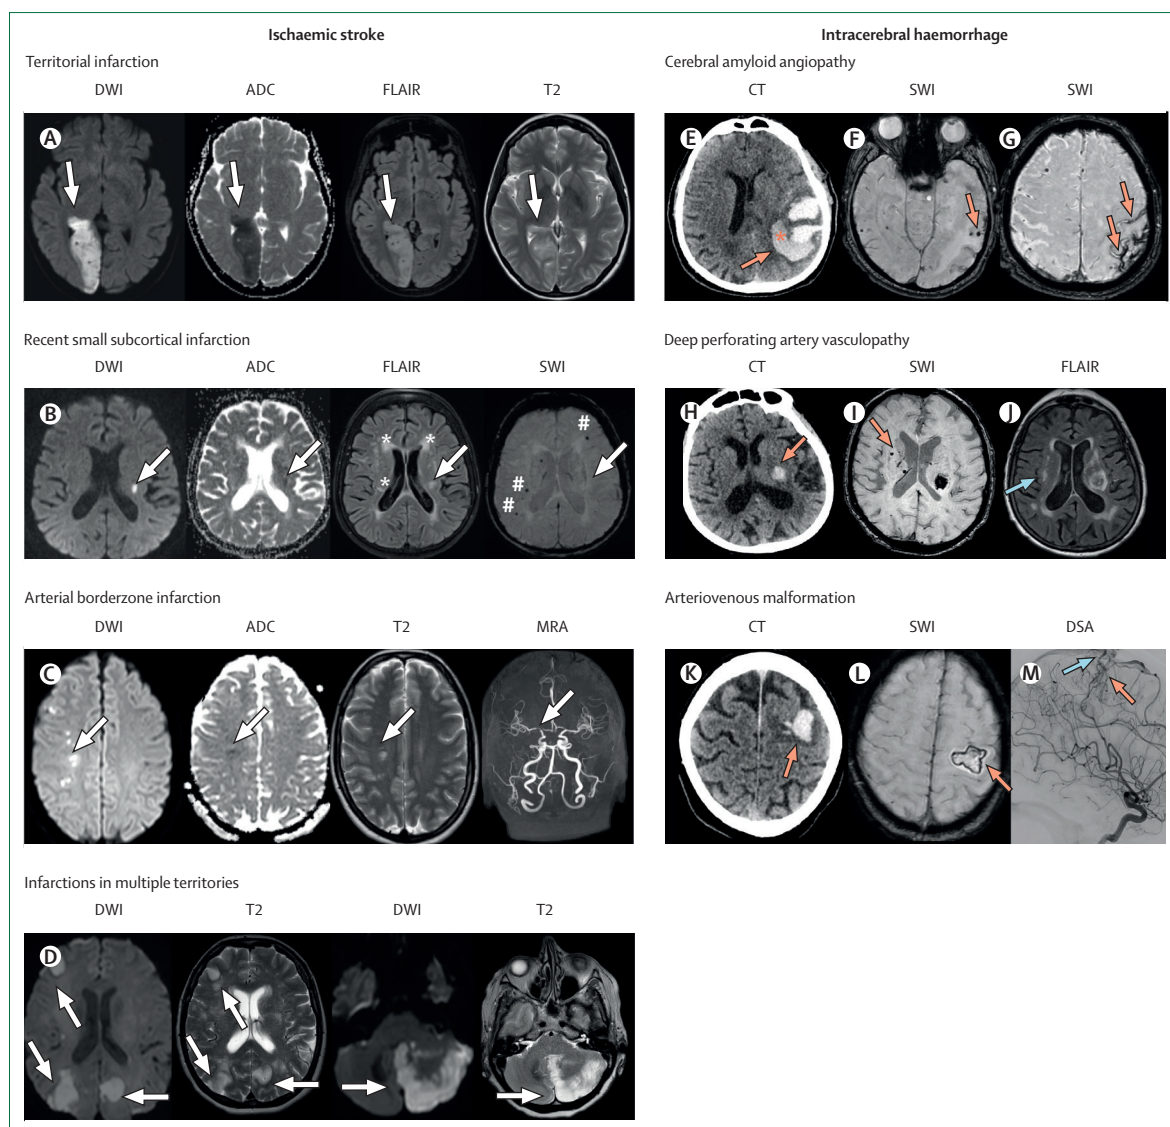 Ischaemic stroke
Territorial infarction
DWI ADC FLAIR T2
A
Recent small subcortical infarction
DWI ADC FLAIR SWI
B
* * *
# # #
Arterial borderzone infarction
DWI ADC T2 MRA
C
Infarctions in multiple territories
DWI T2 DWI T2
D
Intracerebral haemorrhage
Cerebral amyloid angiopathy
CT SWI SWI
E F G
*
Deep perforating artery vasculopathy
CT SWI FLAIR
H I J
Arteriovenous malformation
CT SWI DSA
K L M